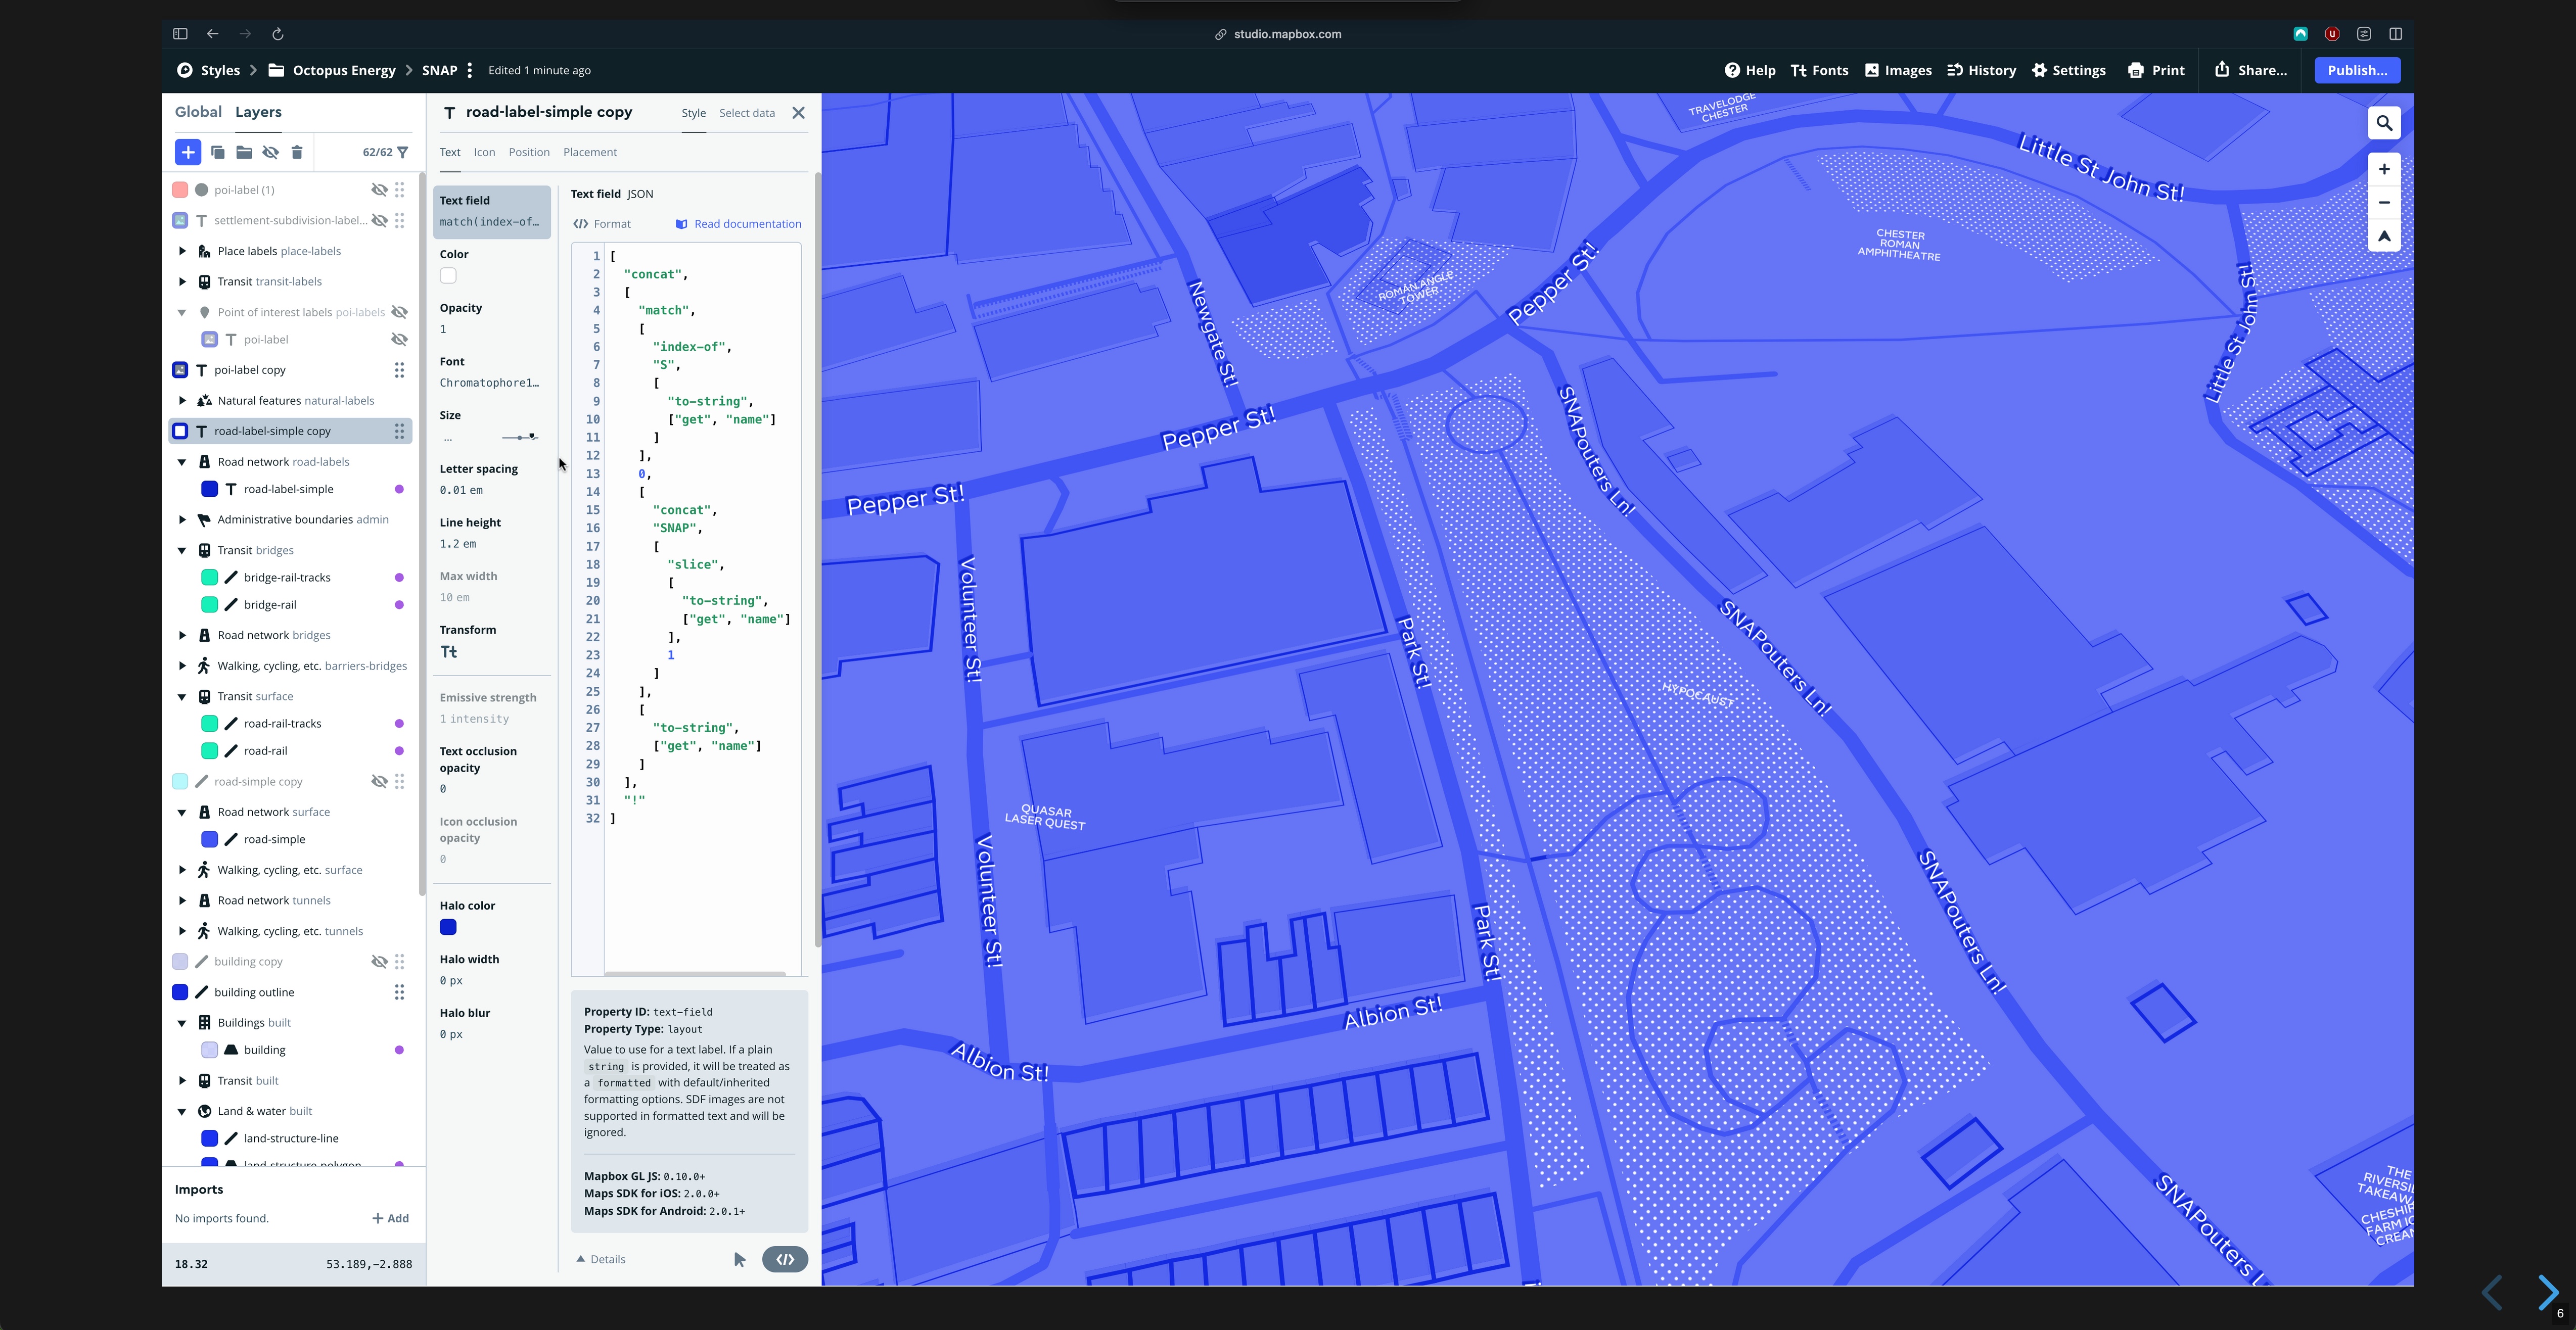 studio.mapbox.com
Styles > Octopus Energy > SNAP Edited 1 minute ago
Help Fonts Images History Settings Print Share... Publish...
Global Layers
62/62
poi-label (1)
settlement-subdivision-label...
Place labels place-labels
Transit transit-labels
Point of interest labels poi-labels
poi-label
poi-label copy
Natural features natural-labels
road-label-simple copy
Road network road-labels
road-label-simple
Administrative boundaries admin
Transit bridges
bridge-rail-tracks
bridge-rail
Road network bridges
Walking, cycling, etc. barriers-bridges
Transit surface
road-rail-tracks
road-rail
road-simple copy
Road network surface
road-simple
Walking, cycling, etc. surface
Road network tunnels
Walking, cycling, etc. tunnels
building copy
building outline
Buildings built
building
Transit built
Land & water built
land-structure-line
land-structure-polygon
Imports
No imports found. + Add
18.32 53.189,-2.888
T road-label-simple copy Style Select data
Text Icon Position Placement
Text field
match(index-of…
Color
Opacity
1
Font
Chromatophore1…
Size
...
Letter spacing
0.01 em
Line height
1.2 em
Max width
10 em
Transform
Tt
Emissive strength
1 intensity
Text occlusion
opacity
0
Icon occlusion
opacity
0
Halo color
Halo width
0 px
Halo blur
0 px
Text field JSON
</> Format Read documentation
1 [
2 "concat",
3 [
4 "match",
5 [
6 "index-of",
7 "S",
8 [
9 "to-string",
10 ["get", "name"]
11 ]
12 ],
13 0,
14 [
15 "concat",
16 "SNAP",
17 [
18 "slice",
19 [
20 "to-string",
21 ["get", "name"]
22 ],
23 1
24 ]
25 ],
26 [
27 "to-string",
28 ["get", "name"]
29 ]
30 ],
31 "!"
32 ]
Property ID: text-field
Property Type: layout
Value to use for a text label. If a plain
string is provided, it will be treated as
a formatted with default/inherited
formatting options. SDF images are not
supported in formatted text and will be
ignored.
Mapbox GL JS: 0.10.0+
Maps SDK for iOS: 2.0.0+
Maps SDK for Android: 2.0.1+
Details
</>
TRAVELODGE
CHESTER
Little St John St!
CHESTER
ROMAN
AMPHITHEATRE
Little St John St!
ROMAN ANGLE
TOWER
Pepper St!
Newgate St!
Pepper St!
Pepper St!
SNAPouters Ln!
Volunteer St!
Park St!
SNAPouters Ln!
HYPOCAUST
QUASAR
LASER QUEST
Volunteer St!
Park St!
SNAPouters Ln!
Albion St!
Albion St!
SNAPouters L
THE
RIVERSI
TAKEAW
CHESHIR
FARM IC
CREAM
6